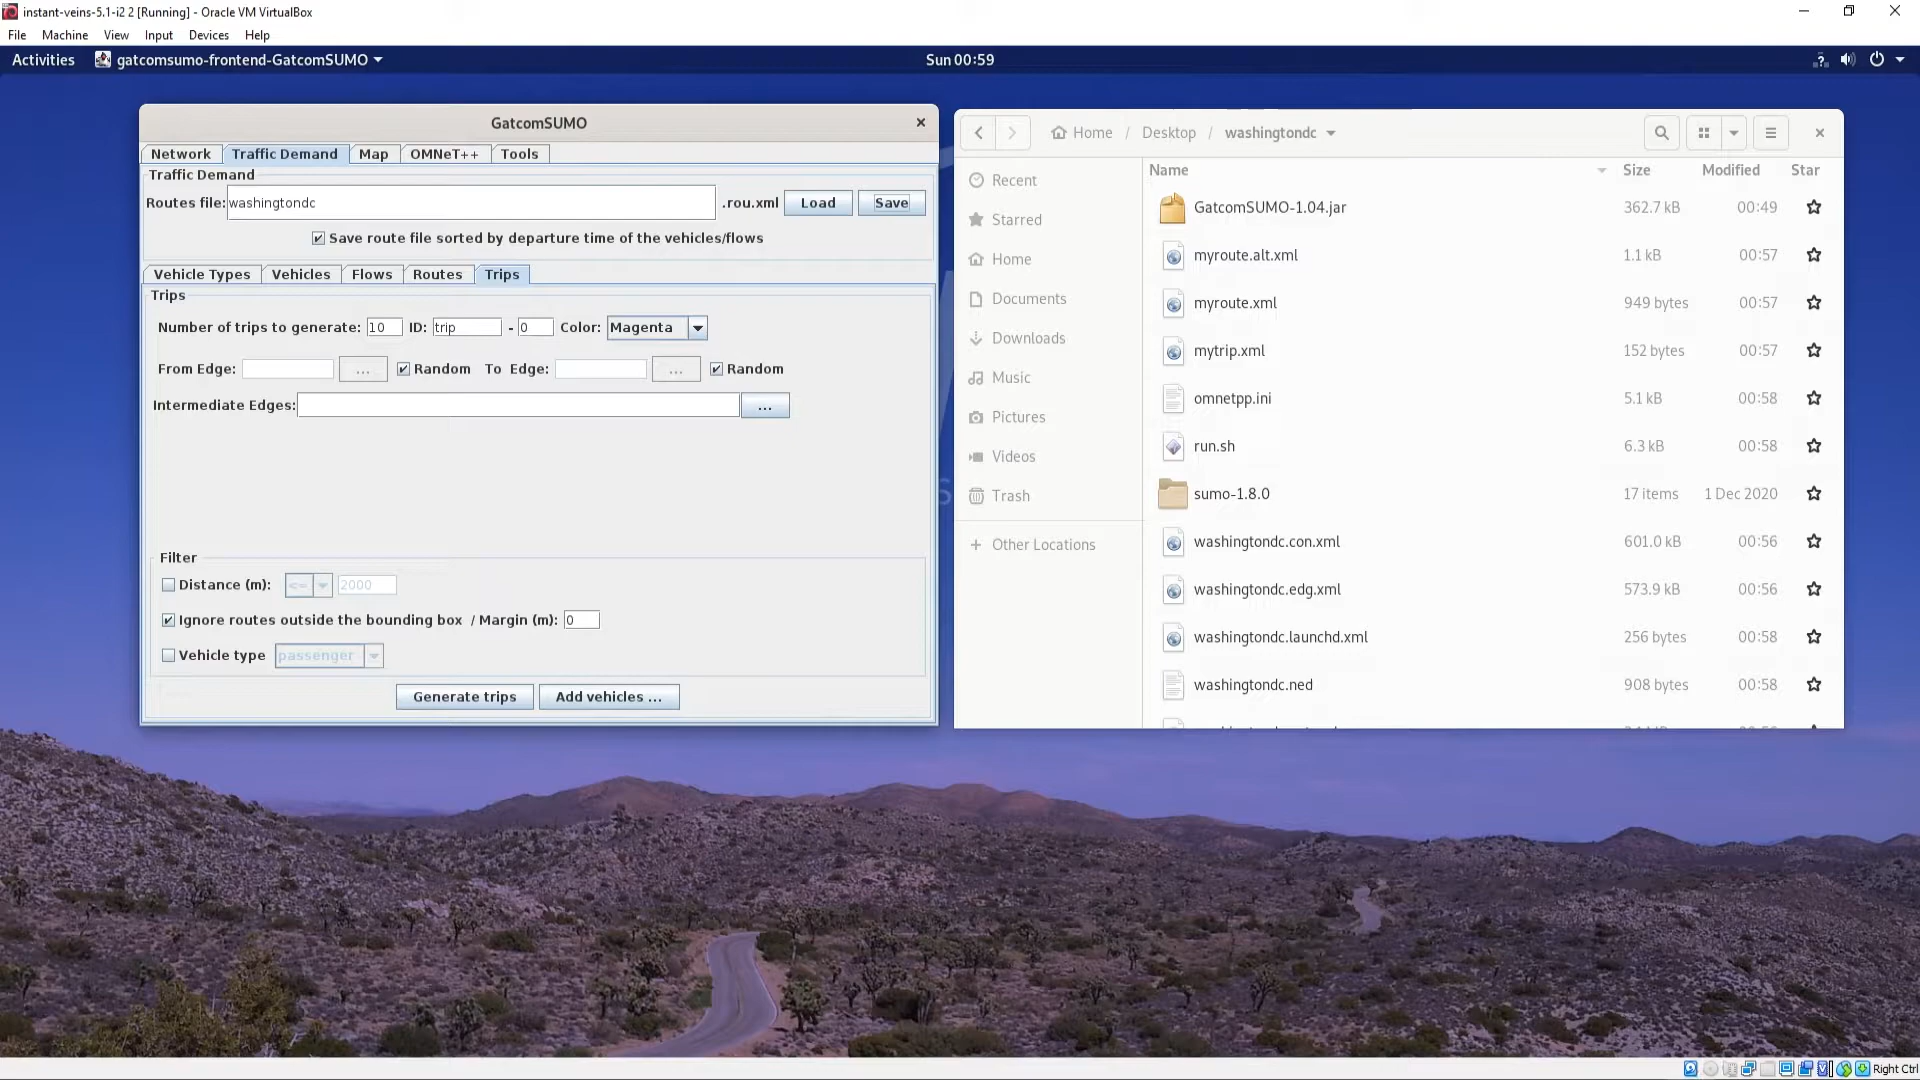 instant-veins-5.1-i2 2 [Running] - Oracle VM VirtualBox
File Machine View Input Devices Help
Activities gatcomsumo-frontend-GatcomSUMO Sun 00:59
GatcomSUMO
Network Traffic Demand Map OMNeT++ Tools
Traffic Demand
Routes file: washingtondc .rou.xml Load Save
Save route file sorted by departure time of the vehicles/flows
Vehicle Types Vehicles Flows Routes Trips
Trips
Number of trips to generate: 10 ID: trip - 0 Color: Magenta
From Edge: ... Random To Edge: ... Random
Intermediate Edges: ...
Filter
Distance (m): <= 2000
Ignore routes outside the bounding box / Margin (m): 0
Vehicle type passenger
Generate trips Add vehicles ...
Home / Desktop / washingtondc
Recent
Starred
Home
Documents
Downloads
Music
Pictures
Videos
Trash
+ Other Locations
Name Size Modified Star
GatcomSUMO-1.04.jar 362.7 kB 00:49
myroute.alt.xml 1.1 kB 00:57
myroute.xml 949 bytes 00:57
mytrip.xml 152 bytes 00:57
omnetpp.ini 5.1 kB 00:58
run.sh 6.3 kB 00:58
sumo-1.8.0 17 items 1 Dec 2020
washingtondc.con.xml 601.0 kB 00:56
washingtondc.edg.xml 573.9 kB 00:56
washingtondc.launchd.xml 256 bytes 00:58
washingtondc.ned 908 bytes 00:58
Right Ctrl